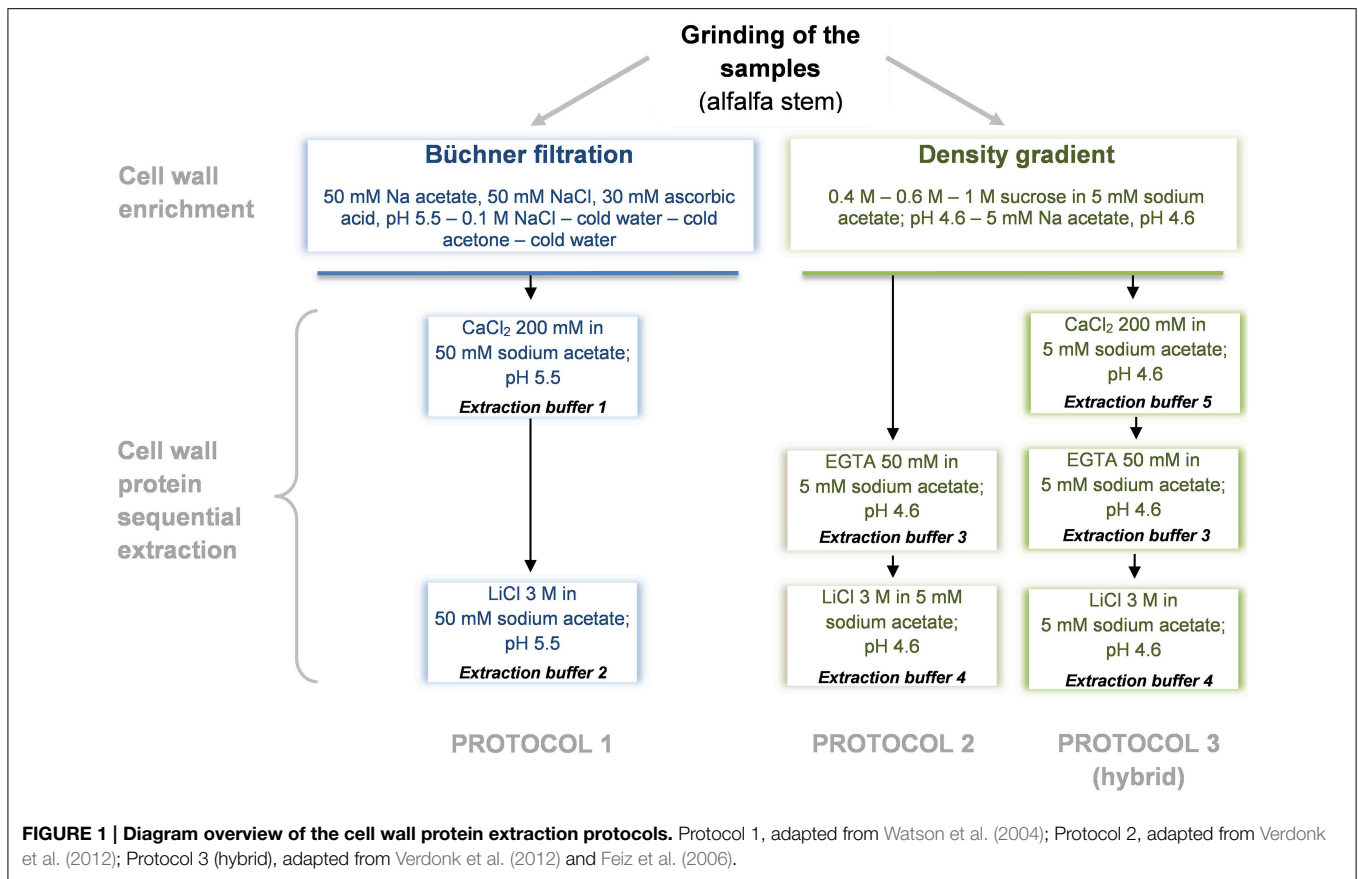 Grinding of the
samples
(alfalfa stem)
Cell wall
enrichment
Büchner filtration
50 mM Na acetate, 50 mM NaCl, 30 mM ascorbic
acid, pH 5.5 – 0.1 M NaCl – cold water – cold
acetone – cold water
Density gradient
0.4 M – 0.6 M – 1 M sucrose in 5 mM sodium
acetate; pH 4.6 – 5 mM Na acetate, pH 4.6
Cell wall
protein
sequential
extraction
CaCl₂ 200 mM in
50 mM sodium acetate;
pH 5.5
Extraction buffer 1
LiCl 3 M in
50 mM sodium acetate;
pH 5.5
Extraction buffer 2
EGTA 50 mM in
5 mM sodium acetate;
pH 4.6
Extraction buffer 3
LiCl 3 M in 5 mM
sodium acetate;
pH 4.6
Extraction buffer 4
CaCl₂ 200 mM in
5 mM sodium acetate;
pH 4.6
Extraction buffer 5
EGTA 50 mM in
5 mM sodium acetate;
pH 4.6
Extraction buffer 3
LiCl 3 M in
5 mM sodium acetate;
pH 4.6
Extraction buffer 4
PROTOCOL 1
PROTOCOL 2
PROTOCOL 3
(hybrid)
FIGURE 1 | Diagram overview of the cell wall protein extraction protocols. Protocol 1, adapted from Watson et al. (2004); Protocol 2, adapted from Verdonk
et al. (2012); Protocol 3 (hybrid), adapted from Verdonk et al. (2012) and Feiz et al. (2006).